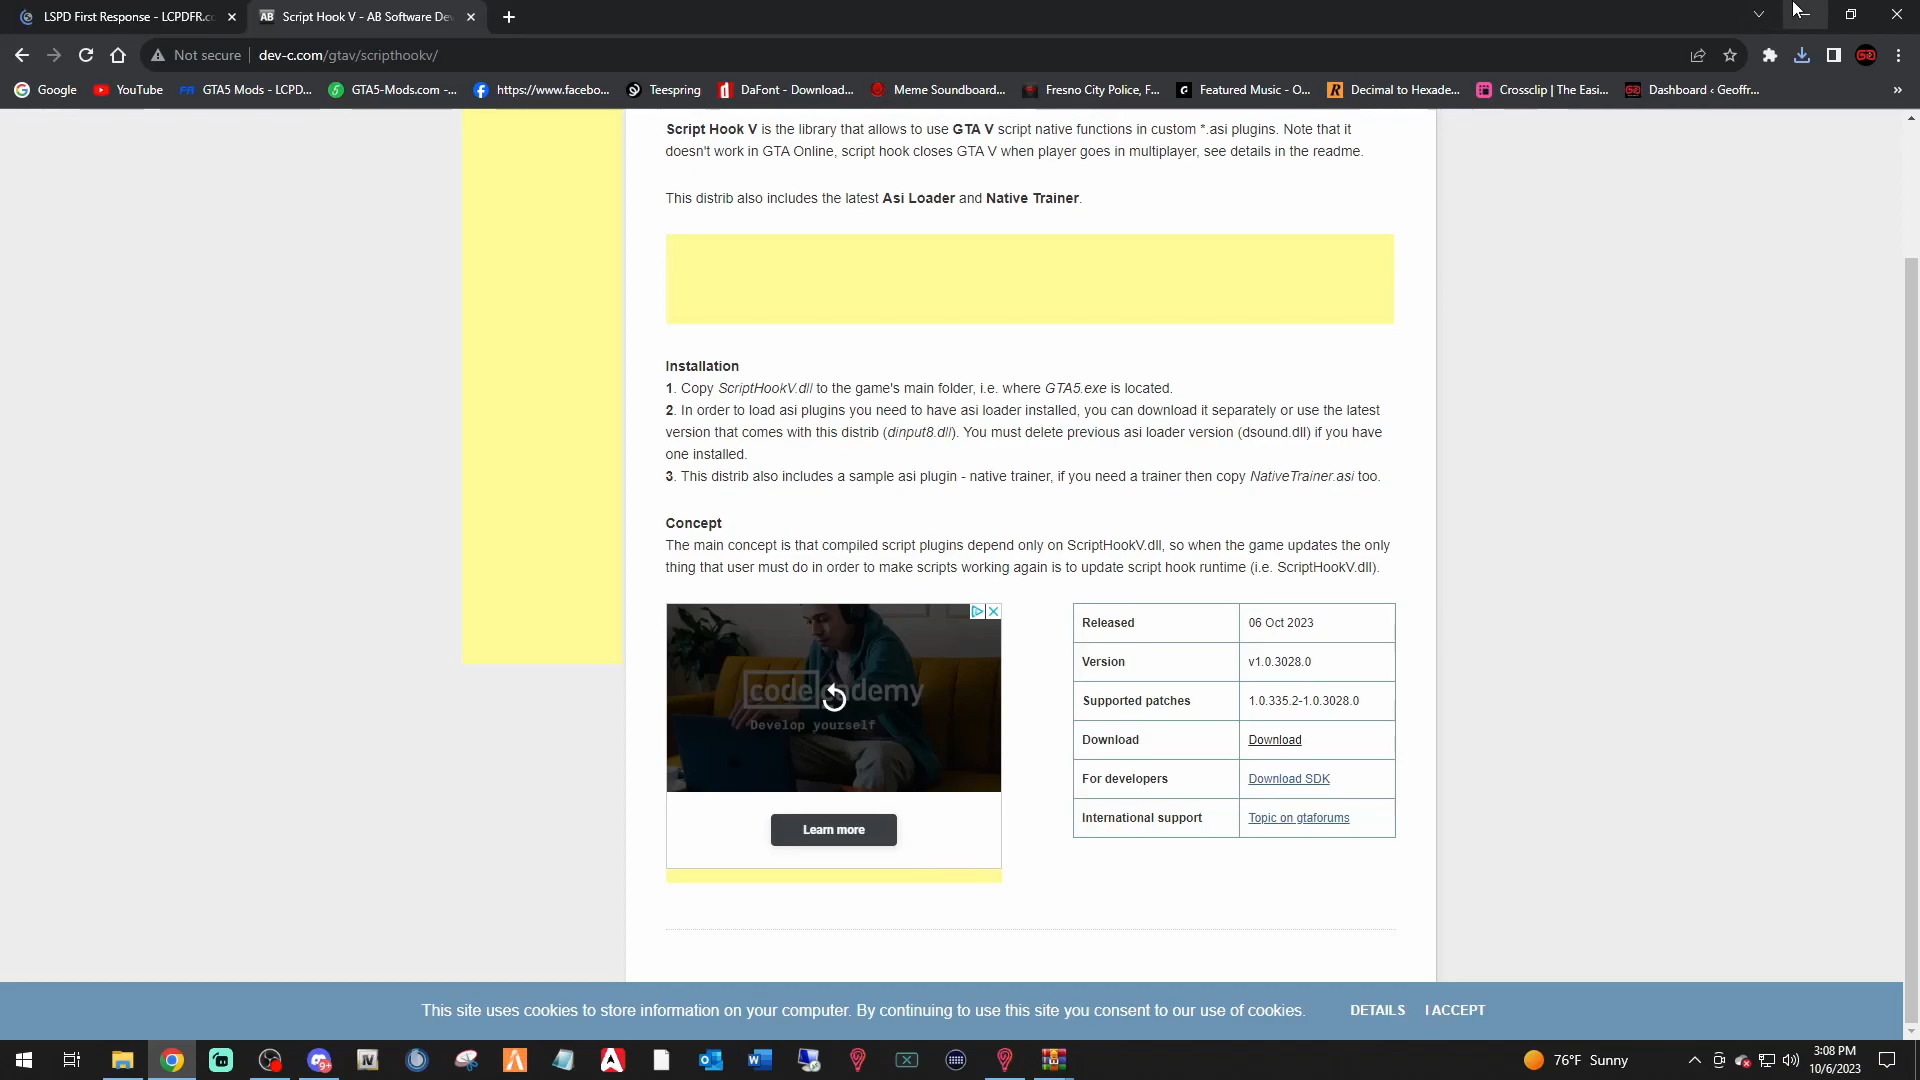 LSPD First Response - LCPDFR.co
AB Script Hook V - AB Software Dev
Not secure dev-c.com/gtav/scripthookv/
Google YouTube GTA5 Mods - LCPD... GTA5-Mods.com -... https://www.facebo... Teespring DaFont - Download... Meme Soundboard... Fresno City Police, F... Featured Music - O... Decimal to Hexade... Crossclip | The Easi... Dashboard ‹ Geoffr... »
Script Hook V is the library that allows to use GTA V script native functions in custom *.asi plugins. Note that it
doesn't work in GTA Online, script hook closes GTA V when player goes in multiplayer, see details in the readme.
This distrib also includes the latest Asi Loader and Native Trainer.
Installation
1. Copy ScriptHookV.dll to the game's main folder, i.e. where GTA5.exe is located.
2. In order to load asi plugins you need to have asi loader installed, you can download it separately or use the latest
version that comes with this distrib (dinput8.dll). You must delete previous asi loader version (dsound.dll) if you have
one installed.
3. This distrib also includes a sample asi plugin - native trainer, if you need a trainer then copy NativeTrainer.asi too.
Concept
The main concept is that compiled script plugins depend only on ScriptHookV.dll, so when the game updates the only
thing that user must do in order to make scripts working again is to update script hook runtime (i.e. ScriptHookV.dll).
Develop yourself
Learn more
Released 06 Oct 2023
Version v1.0.3028.0
Supported patches 1.0.335.2-1.0.3028.0
Download Download
For developers Download SDK
International support Topic on gtaforums
This site uses cookies to store information on your computer. By continuing to use this site you consent to our use of cookies. DETAILS I ACCEPT
9+
IV
76°F Sunny
3:08 PM
10/6/2023